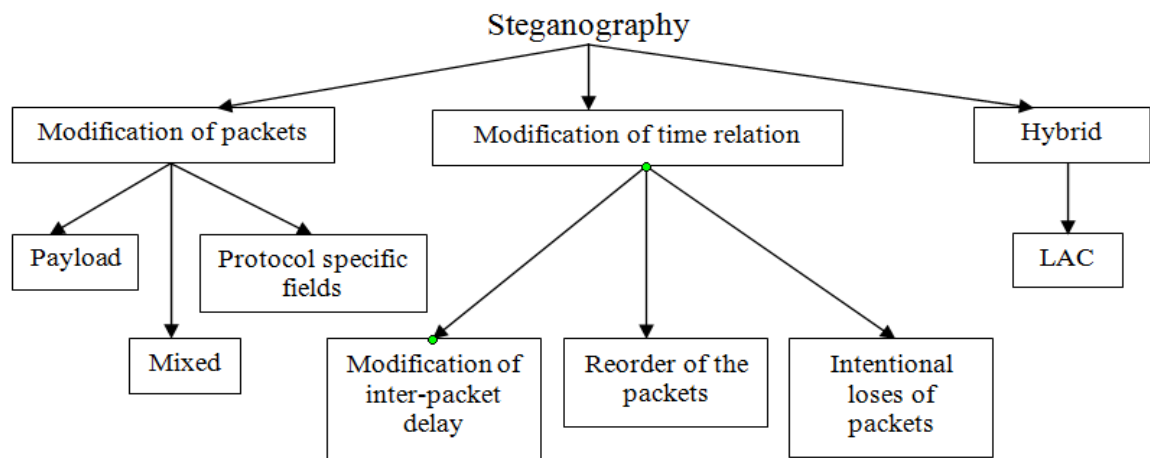 Steganography
Modification of packets
Modification of time relation
Hybrid
Payload
Protocol specific
fields
LAC
Mixed
Modification of
inter-packet
delay
Reorder of the
packets
Intentional
loses of
packets